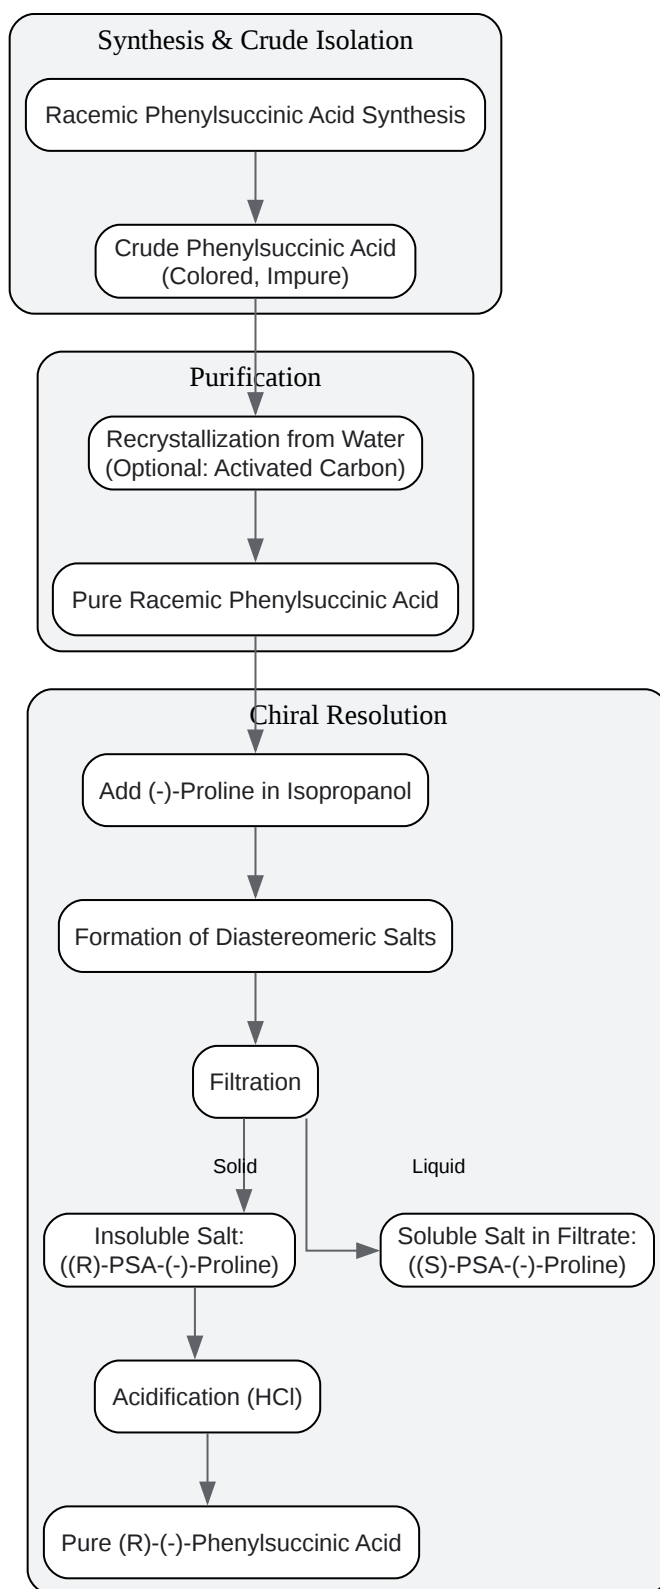 Synthesis & Crude Isolation
Racemic Phenylsuccinic Acid Synthesis
Crude Phenylsuccinic Acid
(Colored, Impure)
Purification
Recrystallization from Water
(Optional: Activated Carbon)
Pure Racemic Phenylsuccinic Acid
Chiral Resolution
Add (-)-Proline in Isopropanol
Formation of Diastereomeric Salts
Filtration
Solid
Liquid
Insoluble Salt:
((R)-PSA-(-)-Proline)
Soluble Salt in Filtrate:
((S)-PSA-(-)-Proline)
Acidification (HCl)
Pure (R)-(-)-Phenylsuccinic Acid